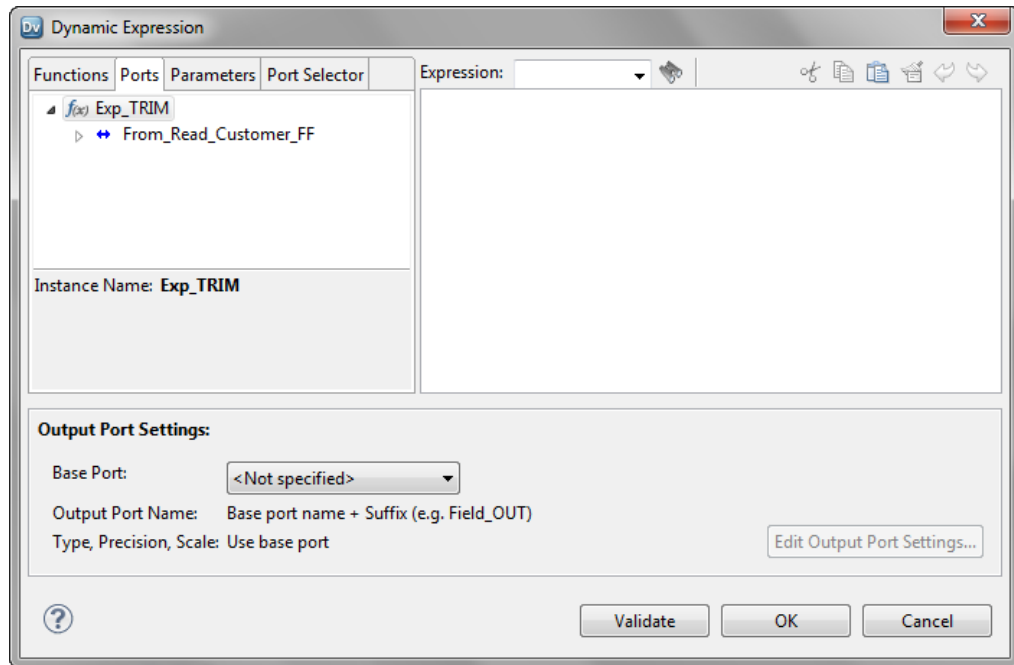 Dv Dynamic Expression
Functions Ports Parameters Port Selector
Expression:
f(x) Exp_TRIM
From_Read_Customer_FF
Instance Name: Exp_TRIM
Output Port Settings:
Base Port: <Not specified>
Output Port Name: Base port name + Suffix (e.g. Field_OUT)
Type, Precision, Scale: Use base port
Edit Output Port Settings...
? Validate OK Cancel